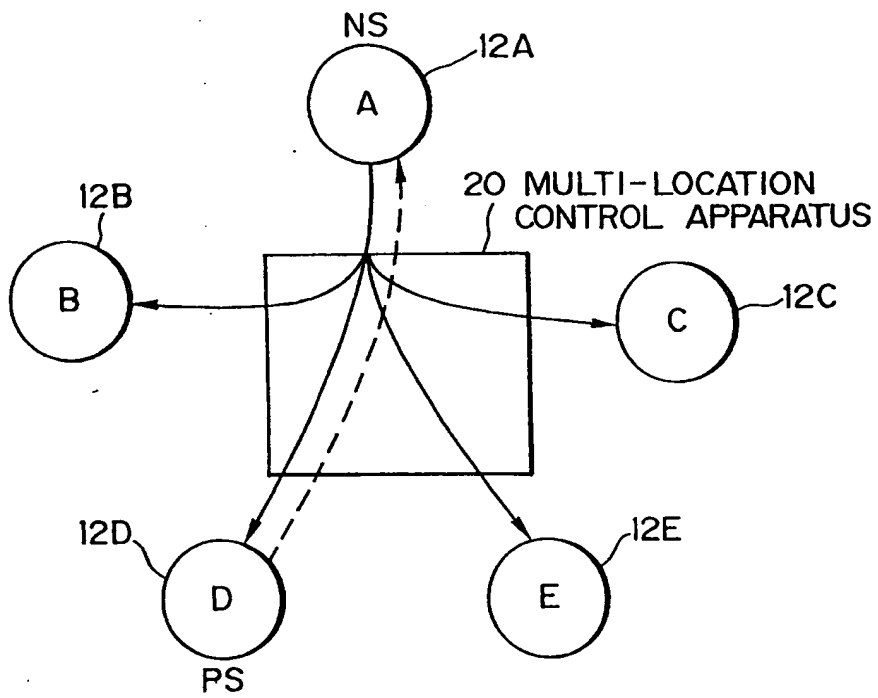 NS
12A
A
20 MULTI-LOCATION
CONTROL APPARATUS
12B
B
12C
C
12D
D
PS
12E
E